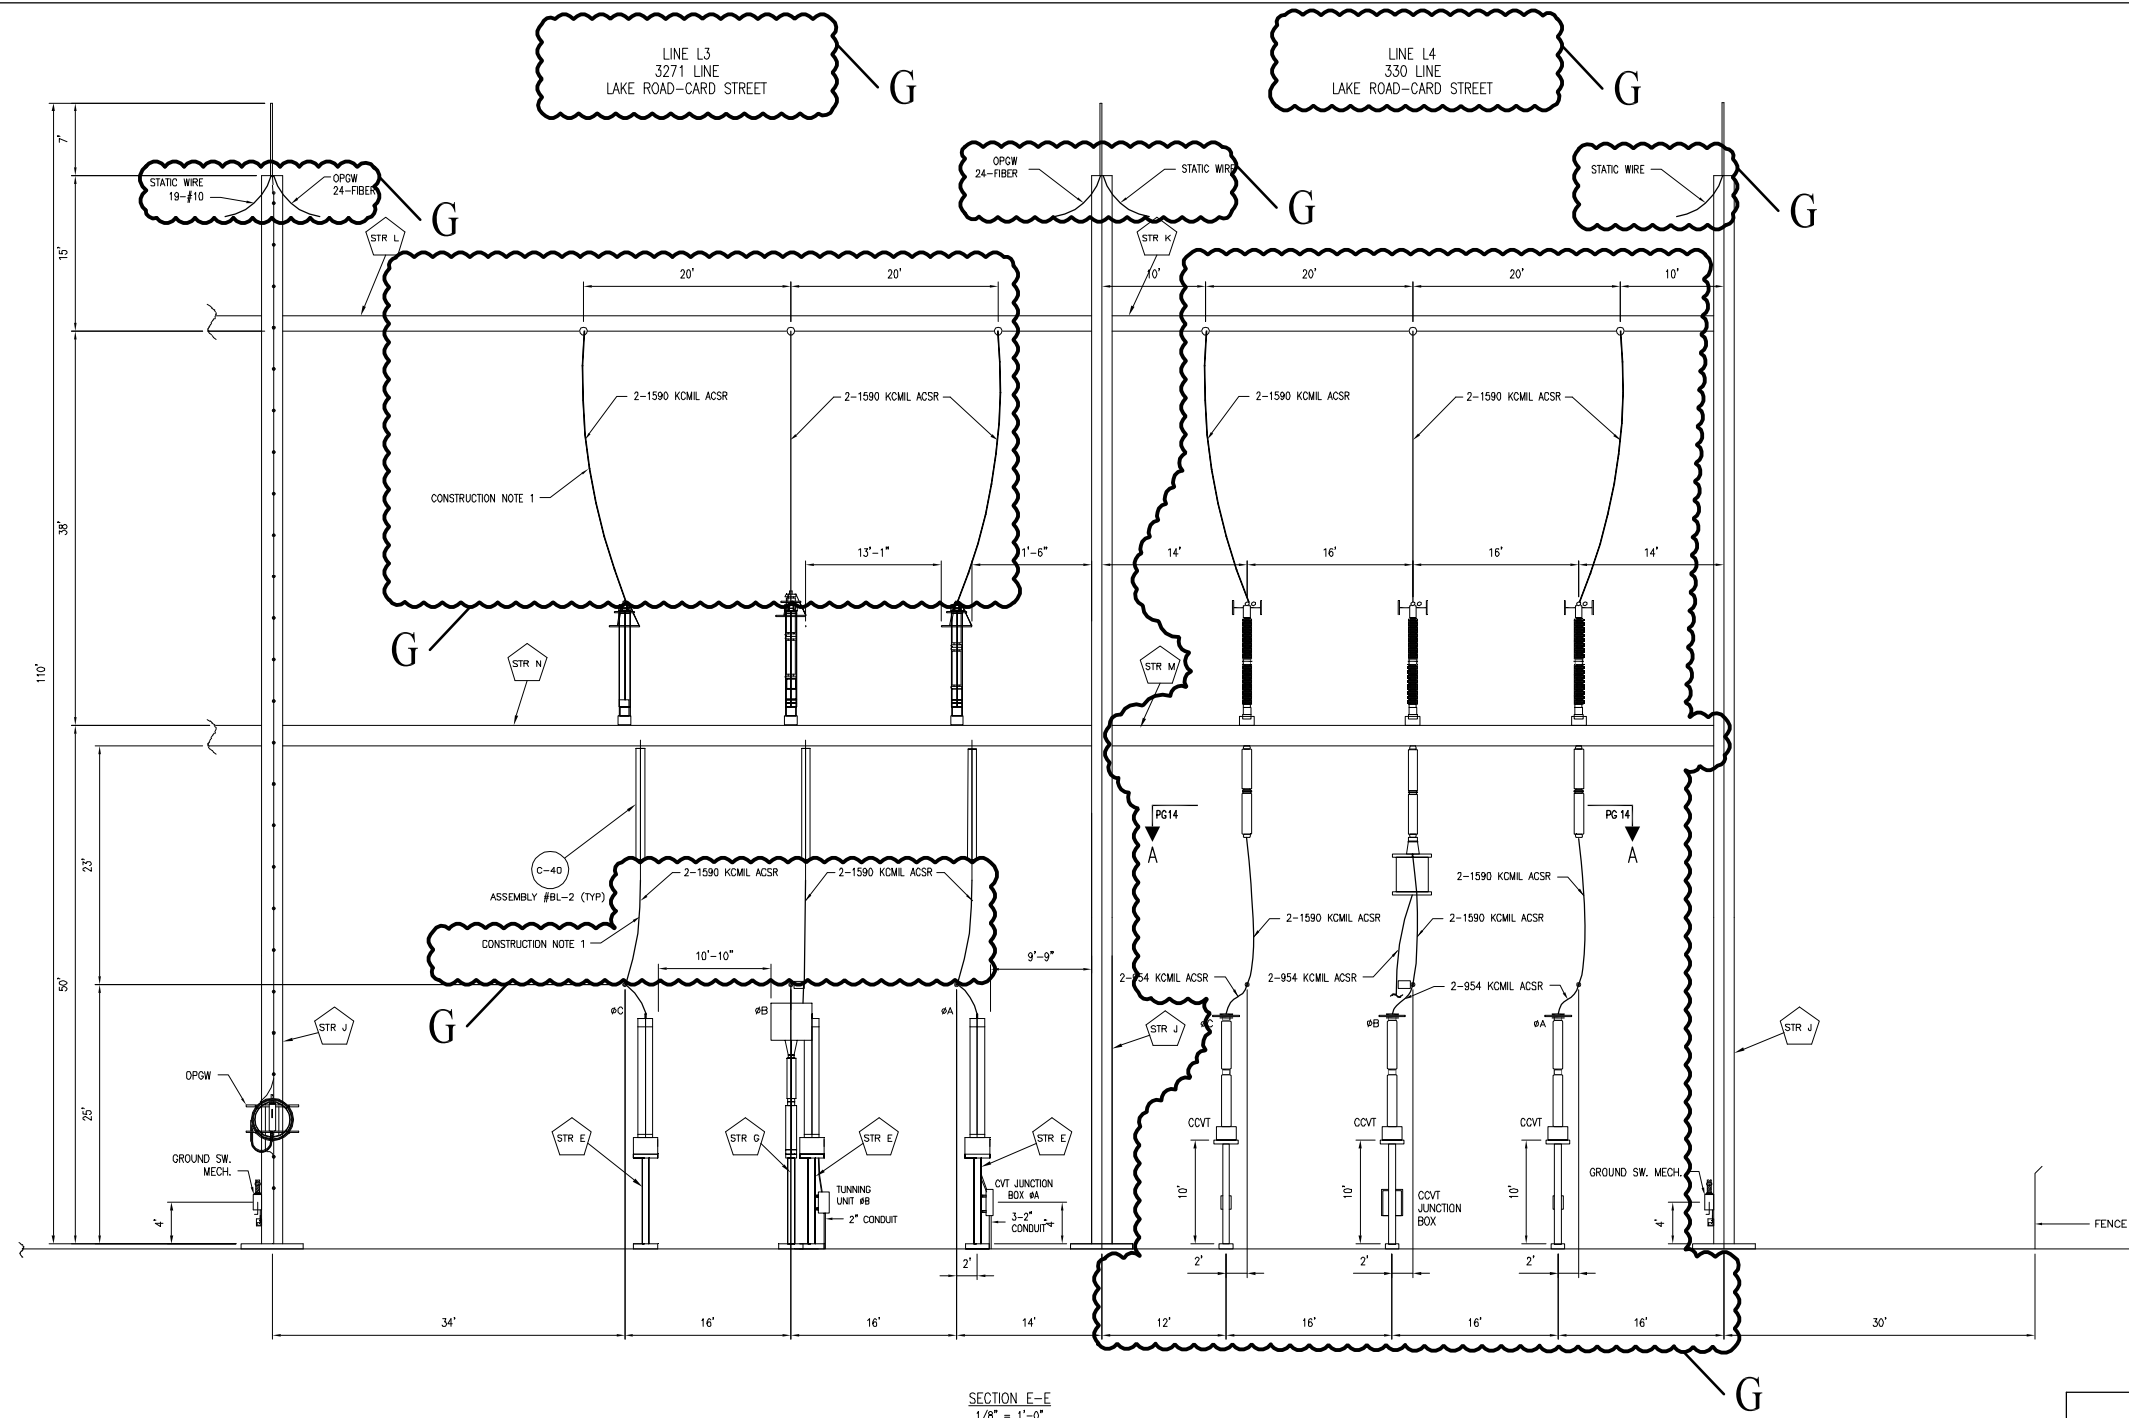 LINE L3
3271 LINE
LAKE ROAD-CARD STREET
G
LINE L4
330 LINE
LAKE ROAD-CARD STREET
G
7'
STATIC WIRE
19-#10
OPGW
24-FIBER
G
OPGW
24-FIBER
STATIC WIRE
G
STATIC WIRE
G
15'
STR L
STR K
20'
20'
10'
20'
20'
10'
2-1590 KCMIL ACSR
2-1590 KCMIL ACSR
2-1590 KCMIL ACSR
2-1590 KCMIL ACSR
CONSTRUCTION NOTE 1
38'
13'-1"
1'-6"
14'
16'
16'
14'
G
110'
STR N
STR M
PG14
A
PG 14
A
23'
C-40
ASSEMBLY #BL-2 (TYP)
2-1590 KCMIL ACSR
2-1590 KCMIL ACSR
2-1590 KCMIL ACSR
2-1590 KCMIL ACSR
2-1590 KCMIL ACSR
CONSTRUCTION NOTE 1
10'-10"
9'-9"
2-954 KCMIL ACSR
2-954 KCMIL ACSR
2-954 KCMIL ACSR
50'
G
øC
øB
øA
øC
øB
øA
STR J
STR J
STR J
OPGW
25'
STR E
STR G
STR E
STR E
CCVT
CCVT
CCVT
GROUND SW.
MECH.
TUNNING
UNIT øB
2" CONDUIT
CVT JUNCTION
BOX øA
3-2"
CONDUIT
4'
4'
10'
10'
10'
CCVT
JUNCTION
BOX
GROUND SW. MECH.
4'
FENCE
2'
2'
2'
2'
34'
16'
16'
14'
12'
16'
16'
16'
30'
G
SECTION E-E
1/8" = 1'-0"